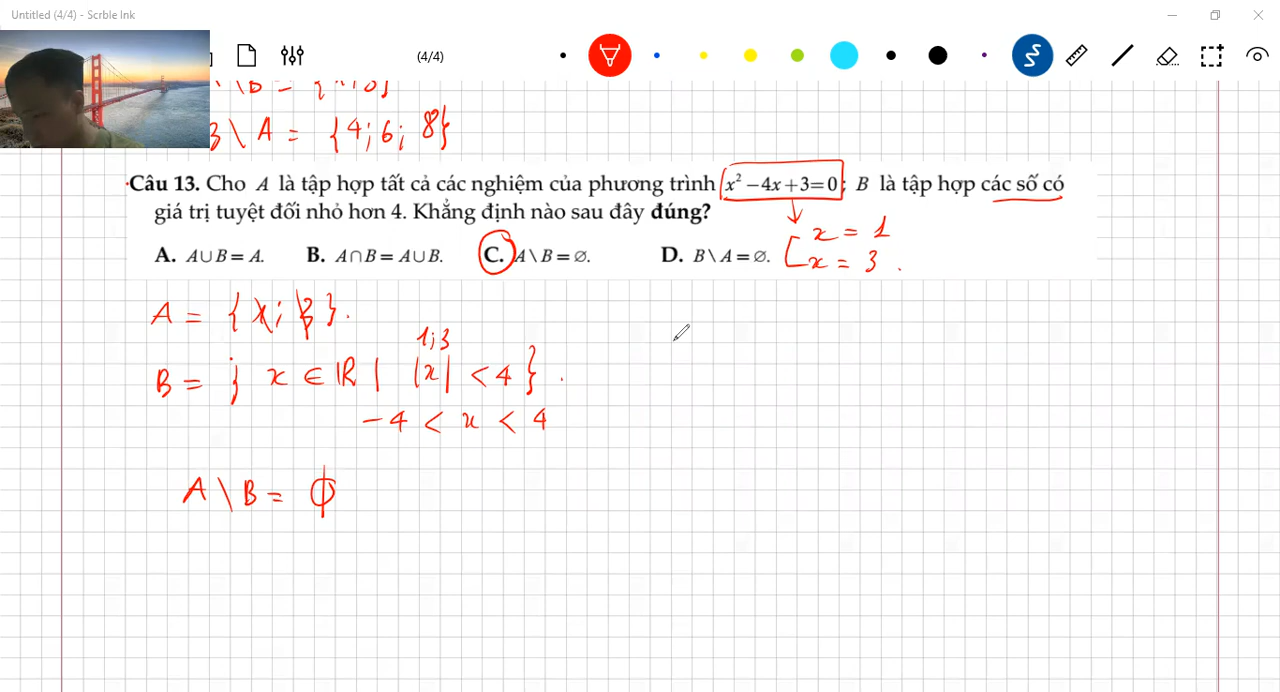 Untitled (4/4) - Scrble Ink
(4/4)
\ A = {4; 6; 8}
Câu 13. Cho A là tập hợp tất cả các nghiệm của phương trình x² − 4x + 3 = 0; B là tập hợp các số có
giá trị tuyệt đối nhỏ hơn 4. Khẳng định nào sau đây đúng?
x = 1
A. A∪B = A. B. A∩B = A∪B. C. A \ B = ∅. D. B \ A = ∅.
x = 3.
A = {1; 3}.
1; 3
B = { x ∈ ℝ | |x| < 4 }.
-4 < x < 4
A \ B = ϕ